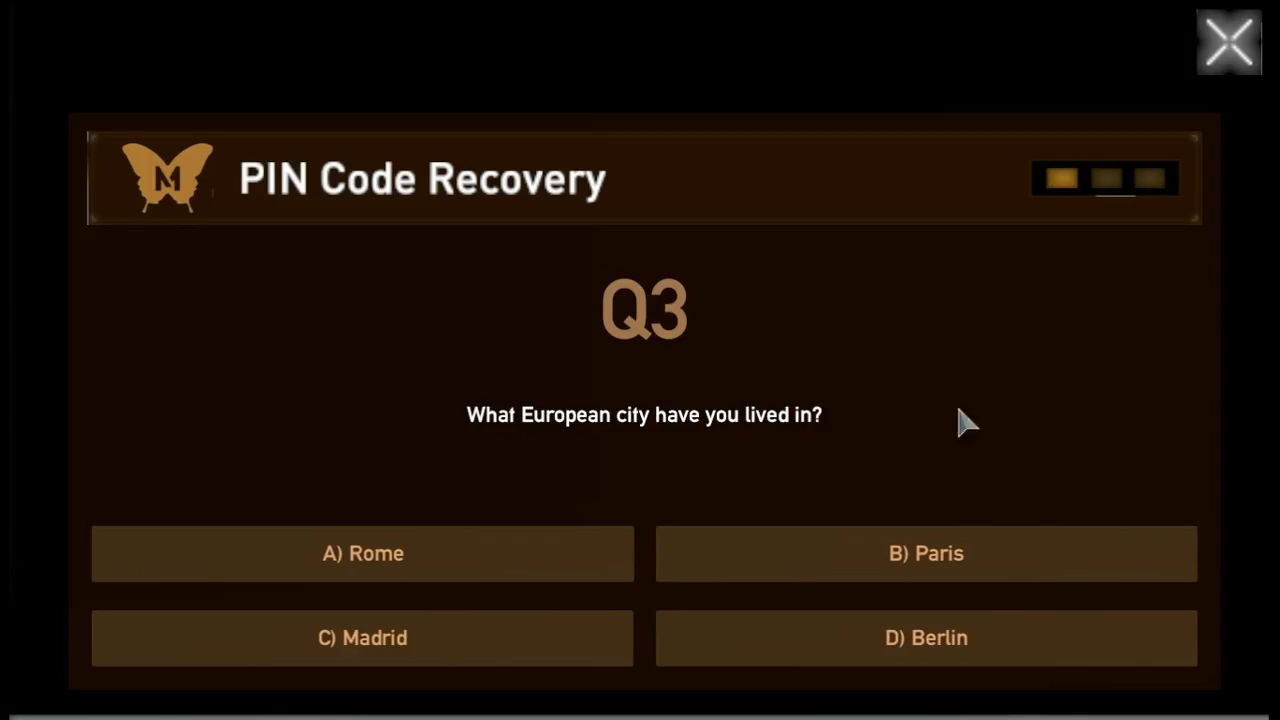 M
PIN Code Recovery
Q3
What European city have you lived in?
A) Rome
B) Paris
C) Madrid
D) Berlin